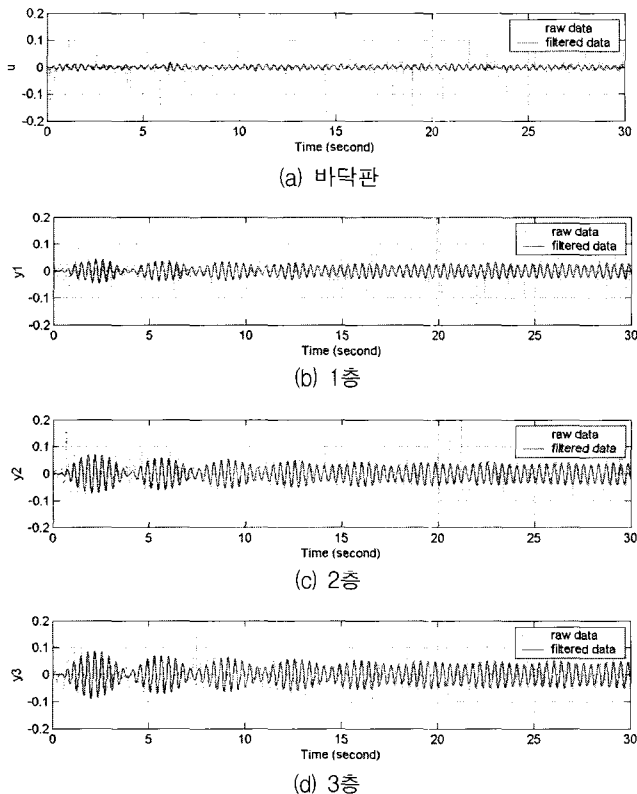 0.2
0.1
0
-0.1
-0.2
u
raw data
filtered data
0 5 10 15 20 25 30
Time (second)
(a) 바닥판
0.2
0.1
0
-0.1
-0.2
y1
raw data
filtered data
0 5 10 15 20 25 30
Time (second)
(b) 1층
0.2
0.1
0
-0.1
-0.2
y2
raw data
filtered data
0 5 10 15 20 25 30
Time (second)
(c) 2층
0.2
0.1
0
-0.1
-0.2
y3
raw data
filtered data
0 5 10 15 20 25 30
Time (second)
(d) 3층